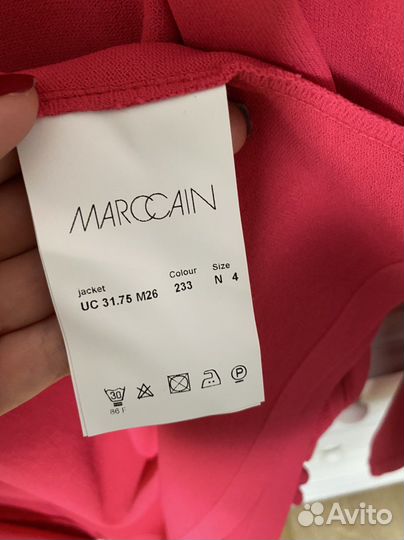 MARCCAIN
jacket Colour Size
UC 31.75 M26 233 N 4
30 P
86 F
Avito